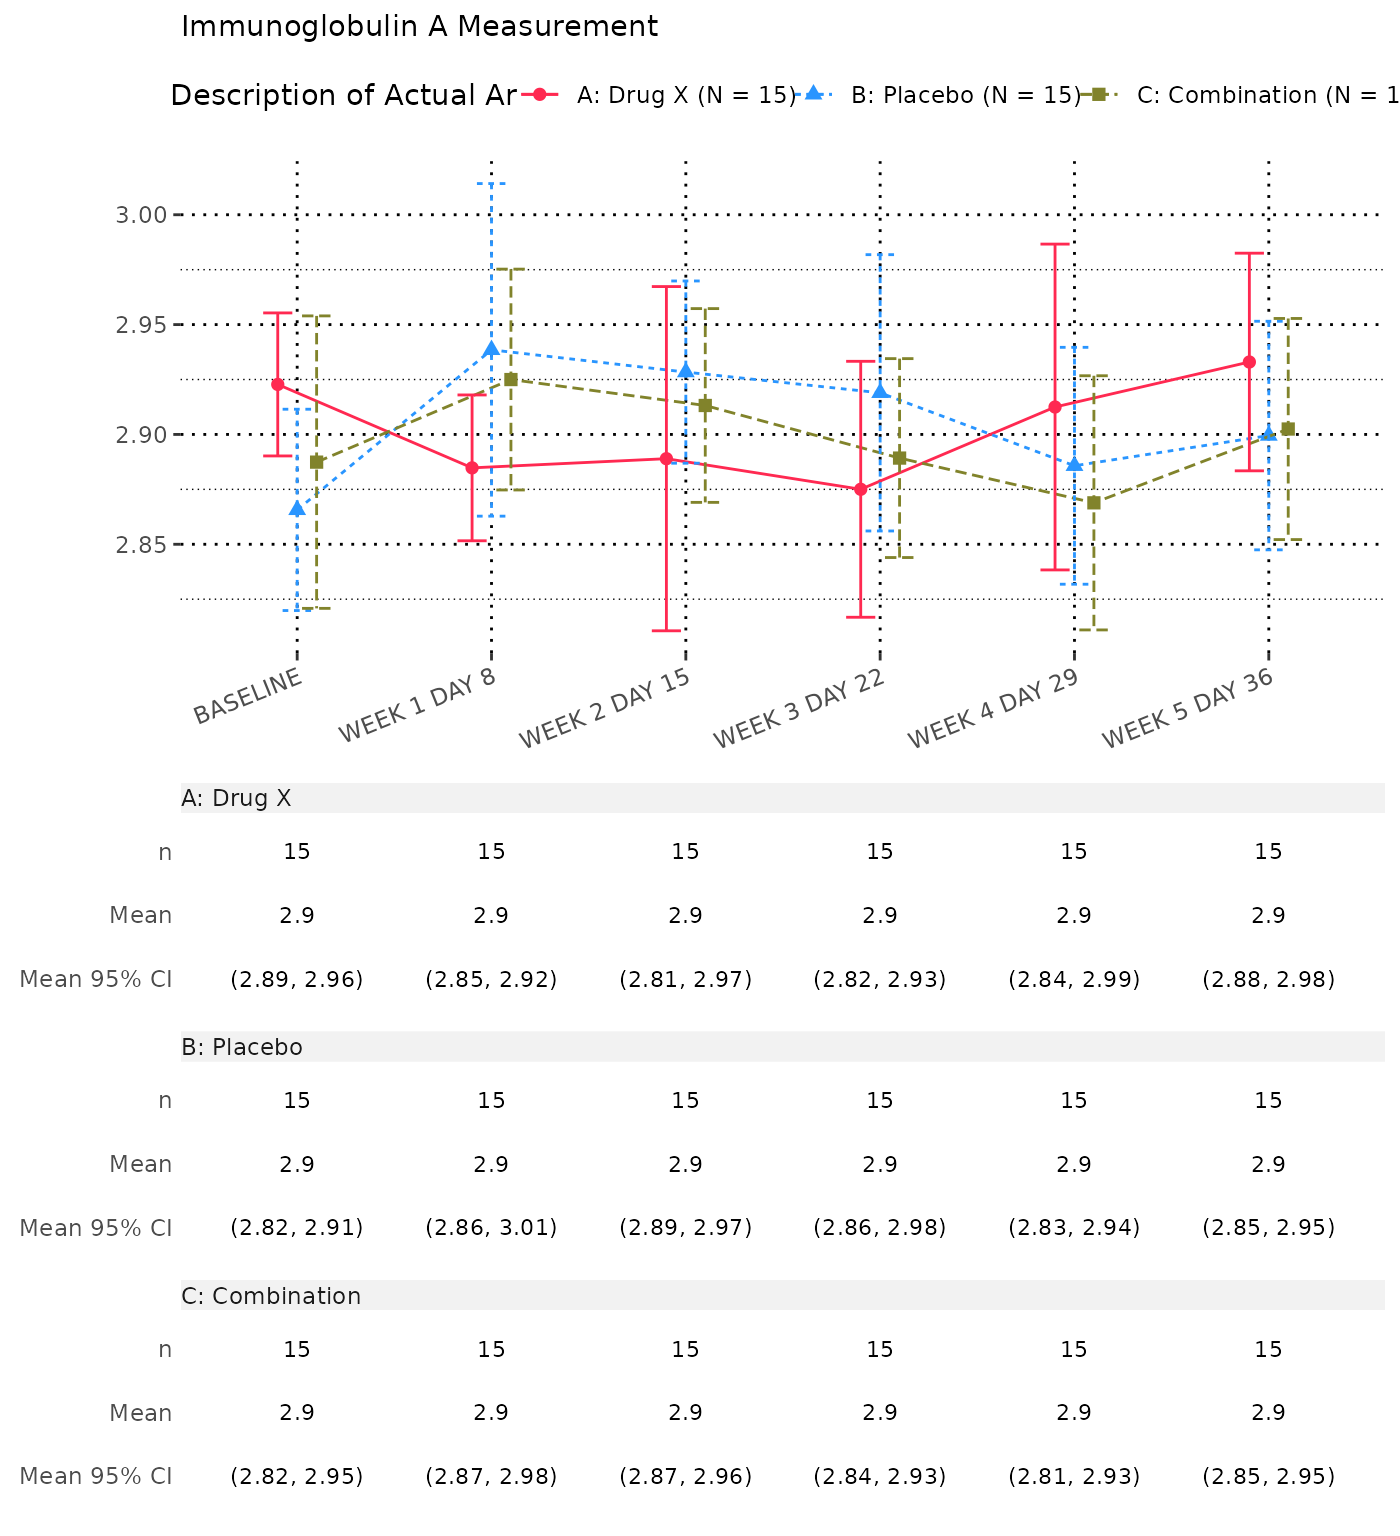 Immunoglobulin A Measurement
Description of Actual Ar A: Drug X (N = 15) B: Placebo (N = 15) C: Combination (N = 1
3.00
2.95
2.90
2.85
BASELINE WEEK 1 DAY 8 WEEK 2 DAY 15 WEEK 3 DAY 22 WEEK 4 DAY 29 WEEK 5 DAY 36
A: Drug X
n 15 15 15 15 15 15
Mean 2.9 2.9 2.9 2.9 2.9 2.9
Mean 95% CI (2.89, 2.96) (2.85, 2.92) (2.81, 2.97) (2.82, 2.93) (2.84, 2.99) (2.88, 2.98)
B: Placebo
n 15 15 15 15 15 15
Mean 2.9 2.9 2.9 2.9 2.9 2.9
Mean 95% CI (2.82, 2.91) (2.86, 3.01) (2.89, 2.97) (2.86, 2.98) (2.83, 2.94) (2.85, 2.95)
C: Combination
n 15 15 15 15 15 15
Mean 2.9 2.9 2.9 2.9 2.9 2.9
Mean 95% CI (2.82, 2.95) (2.87, 2.98) (2.87, 2.96) (2.84, 2.93) (2.81, 2.93) (2.85, 2.95)